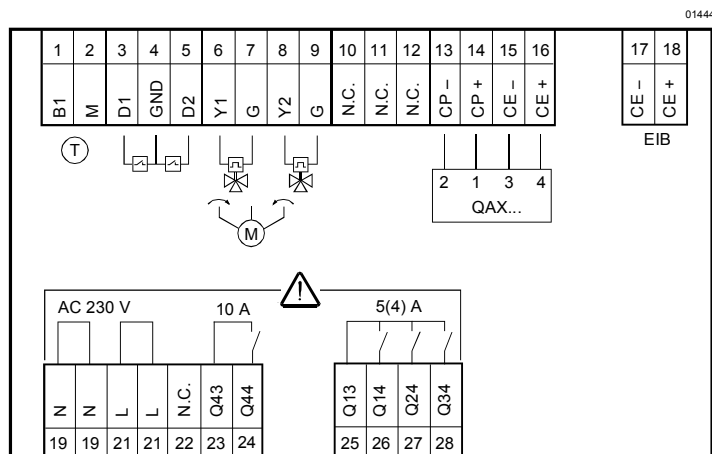 01444
1 2 3 4 5 6 7 8 9 10 11 12 13 14 15 16 17 18
B1 M D1 GND D2 Y1 G Y2 G N.C. N.C. N.C. CP – CP + CE – CE + CE – CE +
T EIB
2 1 3 4
QAX...
M
!
AC 230 V 10 A 5(4) A
N N L L N.C. Q43 Q44 Q13 Q14 Q24 Q34
19 19 21 21 22 23 24 25 26 27 28